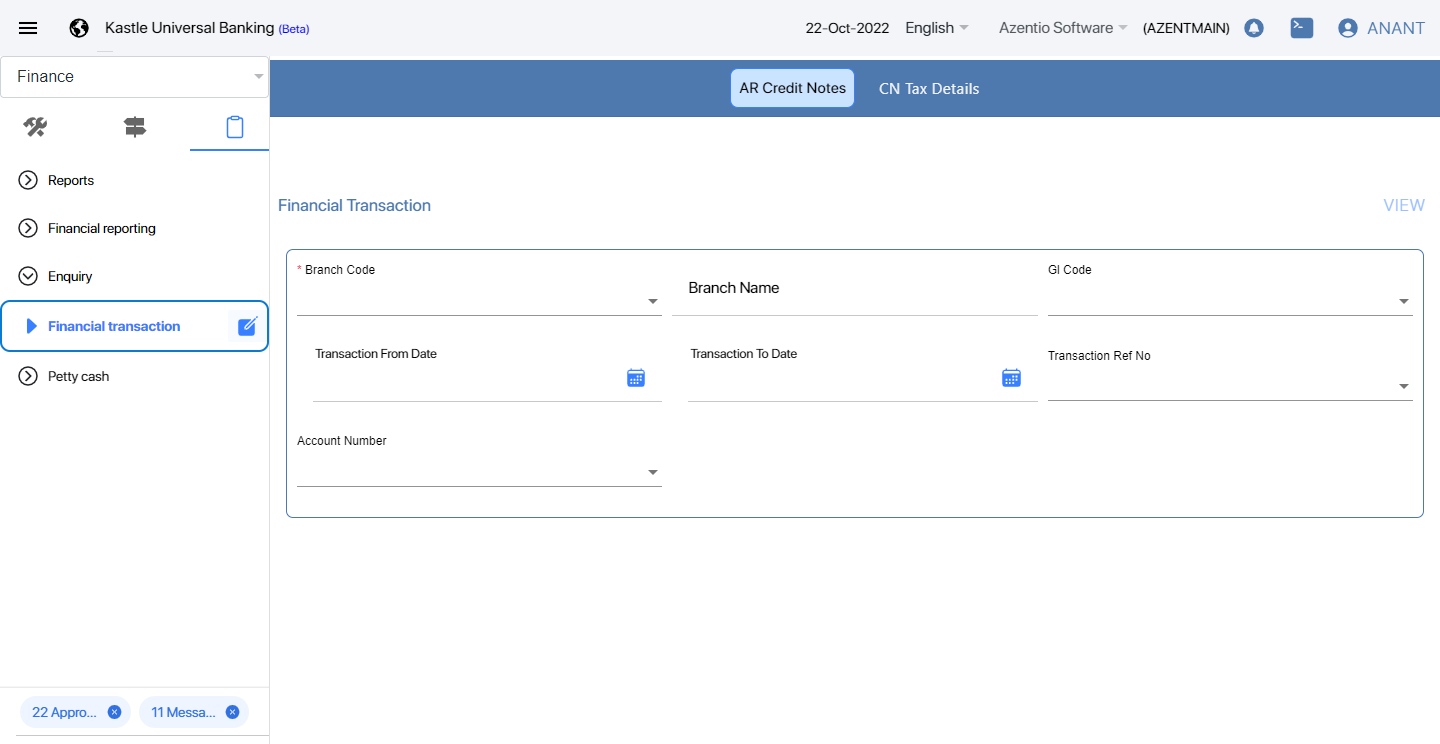 Kastle Universal Banking (Beta)
22-Oct-2022 English Azentio Software (AZENTMAIN) ANANT
Finance
AR Credit Notes CN Tax Details
Reports
Financial reporting
Enquiry
Financial transaction
Petty cash
22 Appro...
11 Messa...
Financial Transaction VIEW
* Branch Code
Branch Name
Gl Code
Transaction From Date
Transaction To Date
Transaction Ref No
Account Number